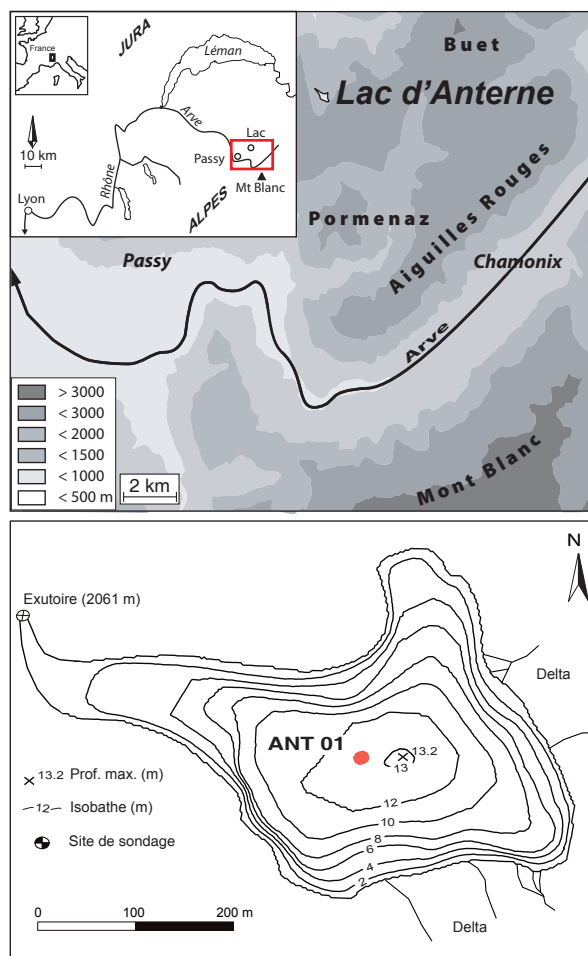 France
JURA
Léman
Arve
10 km
Lac
Passy
Mt Blanc
Rhône
Lyon
ALPES
Buet
Lac d'Anterne
Pormenaz
Aiguilles Rouges
Passy
Chamonix
Arve
Mont Blanc
> 3000
< 3000
< 2000
< 1500
< 1000
< 500 m
2 km
N
Exutoire (2061 m)
Delta
ANT 01
13.2
13
12
10
8
6
4
2
13.2 Prof. max. (m)
12 Isobathe (m)
Site de sondage
0 100 200 m
Delta